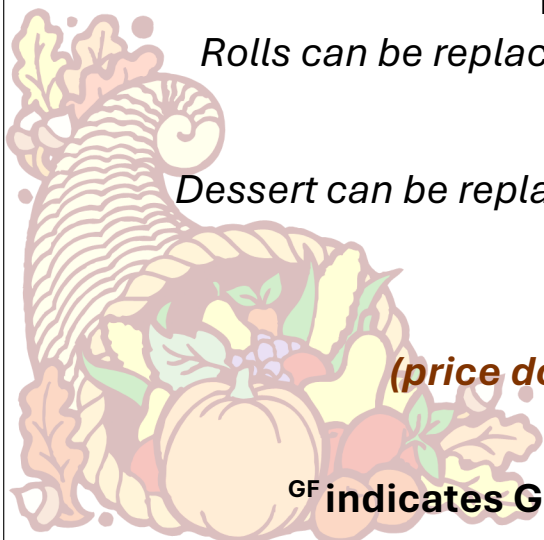 Rolls can be replac
Dessert can be repla
(price do
GF indicates G